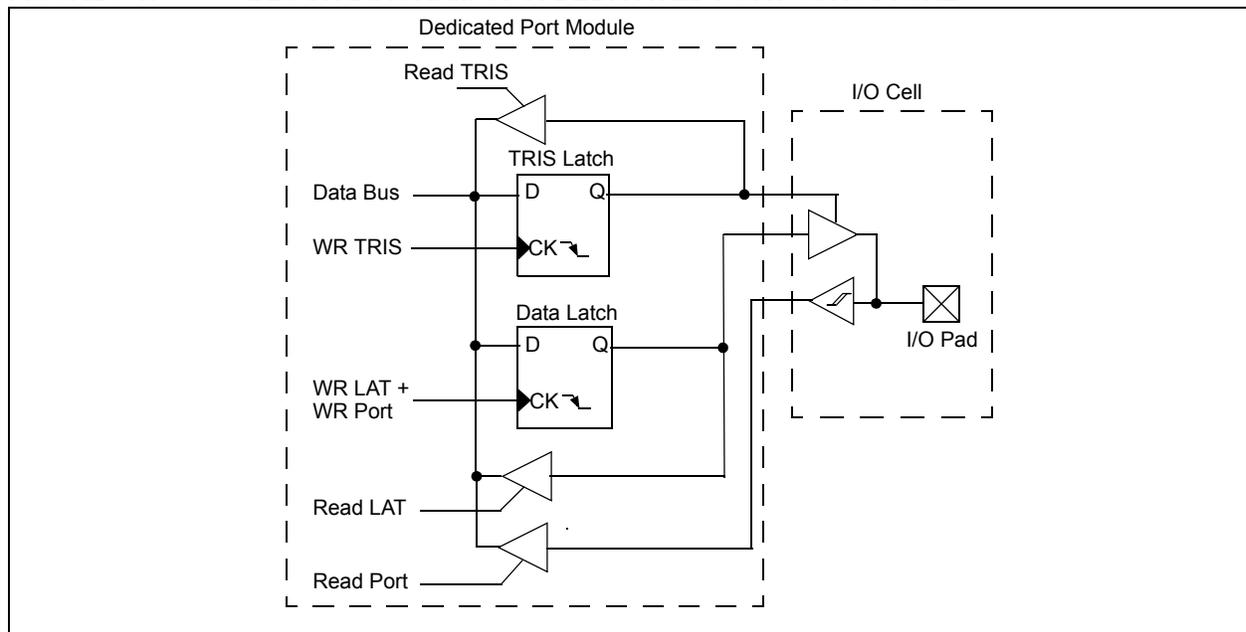 Dedicated Port Module
Read TRIS
I/O Cell
TRIS Latch
Data Bus
D
Q
WR TRIS
CK
I/O Pad
Data Latch
D
Q
WR LAT +
WR Port
CK
Read LAT
Read Port